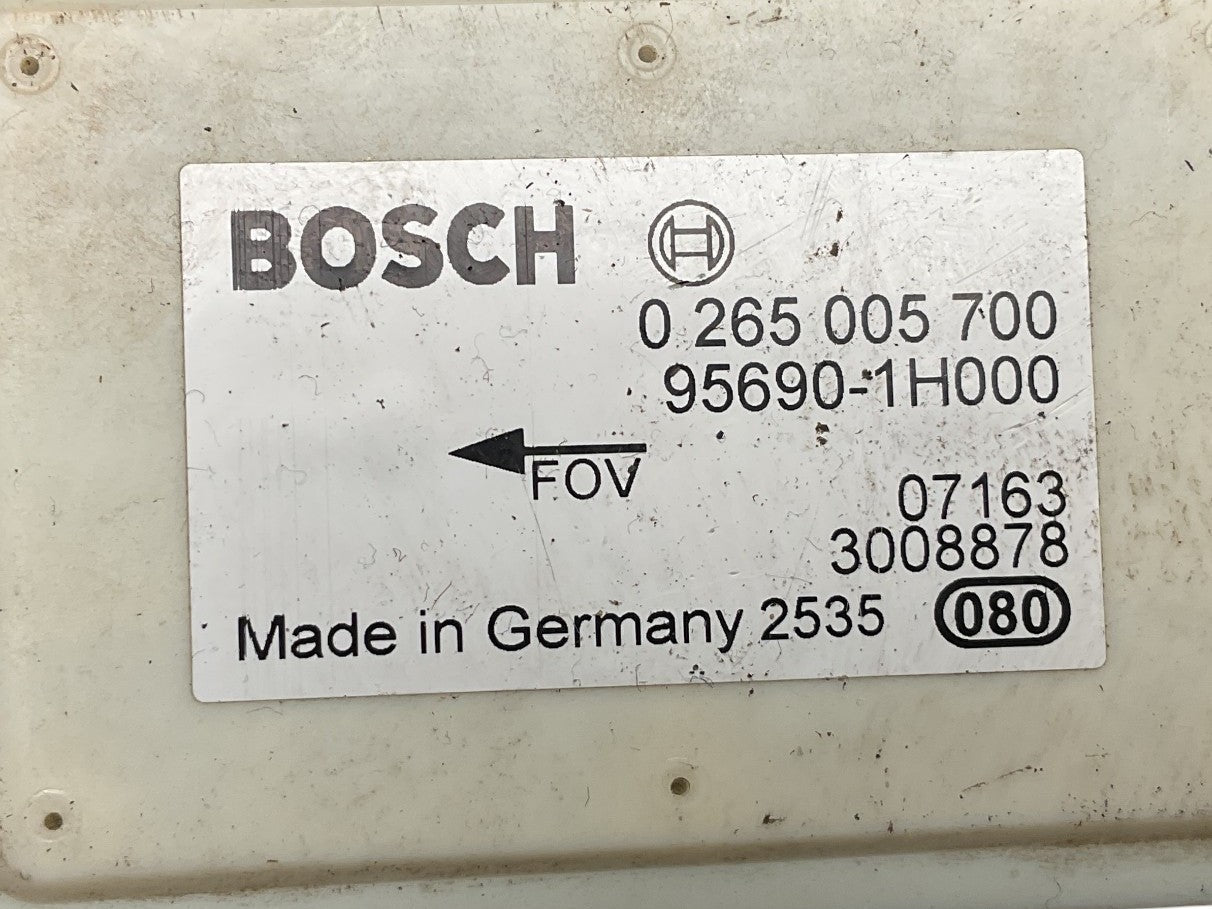 BOSCH
0 265 005 700
95690-1H000
FOV
07163
3008878
Made in Germany 2535 080